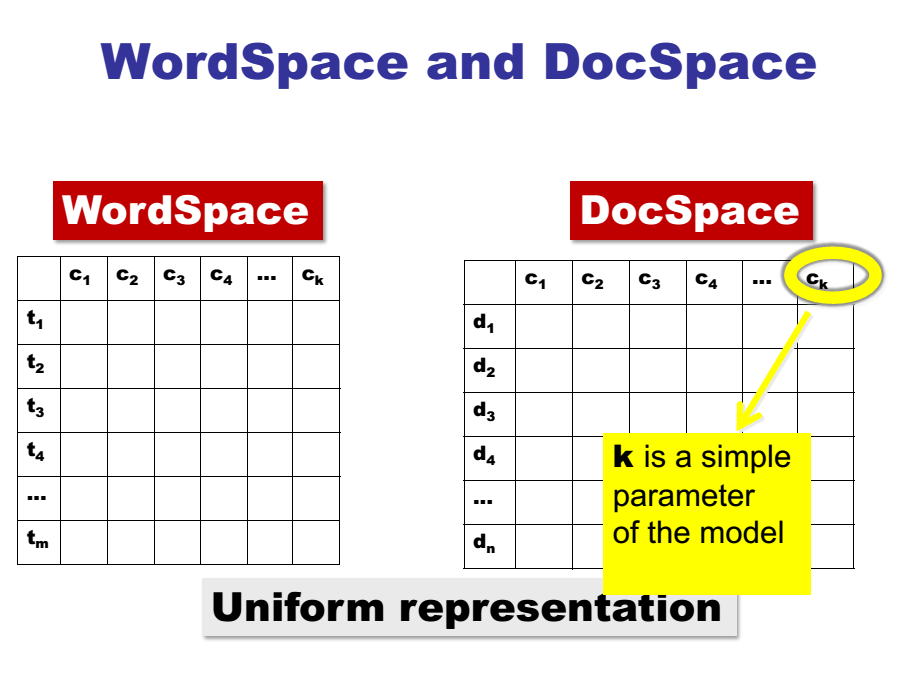 WordSpace and DocSpace
WordSpace
c1 c2 c3 c4 ... ck
t1
t2
t3
t4
...
tm
DocSpace
c1 c2 c3 c4 ... ck
d1
d2
d3
d4
...
dn
k is a simple
parameter
of the model
Uniform representation